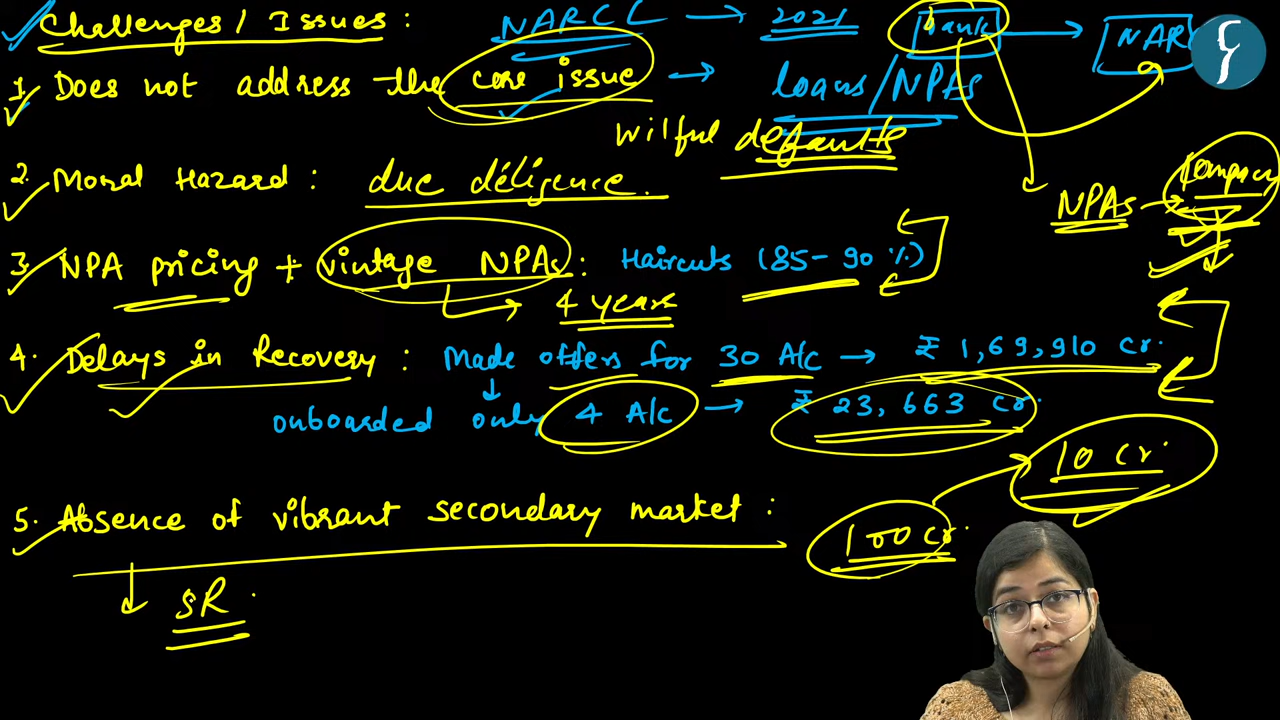 Challenges / Issues : NARCL → 2021 bank → NAR
1. Does not address the core issue → loans/NPAs
wilful defaults
2. Moral Hazard : due déligence.
NPAs → company
3. NPA pricing + vintage NPAs : Haircuts (85-90 %)
→ 4 years
4. Delays in Recovery : Made offers for 30 A/c → ₹ 1,69,910 cr.
onboarded only 4 A/c → ₹ 23,663 cr.
10 cr.
5. Absence of vibrant secondary market :
100 cr.
SR